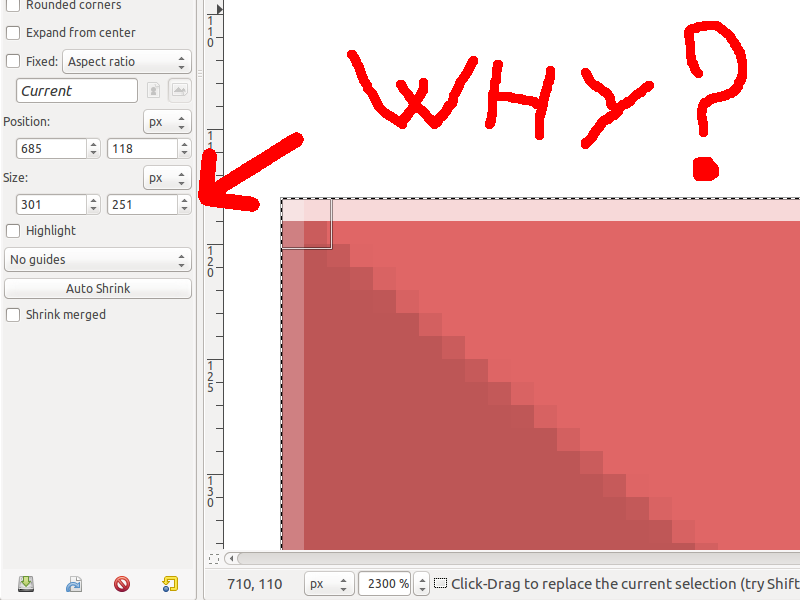 Rounded corners
Expand from center
Fixed: Aspect ratio
Current
Position: px
685 118
Size: px
301 251
Highlight
No guides
Auto Shrink
Shrink merged
110
120
125
130
WHY?
710, 110 px 2300 % Click-Drag to replace the current selection (try Shift